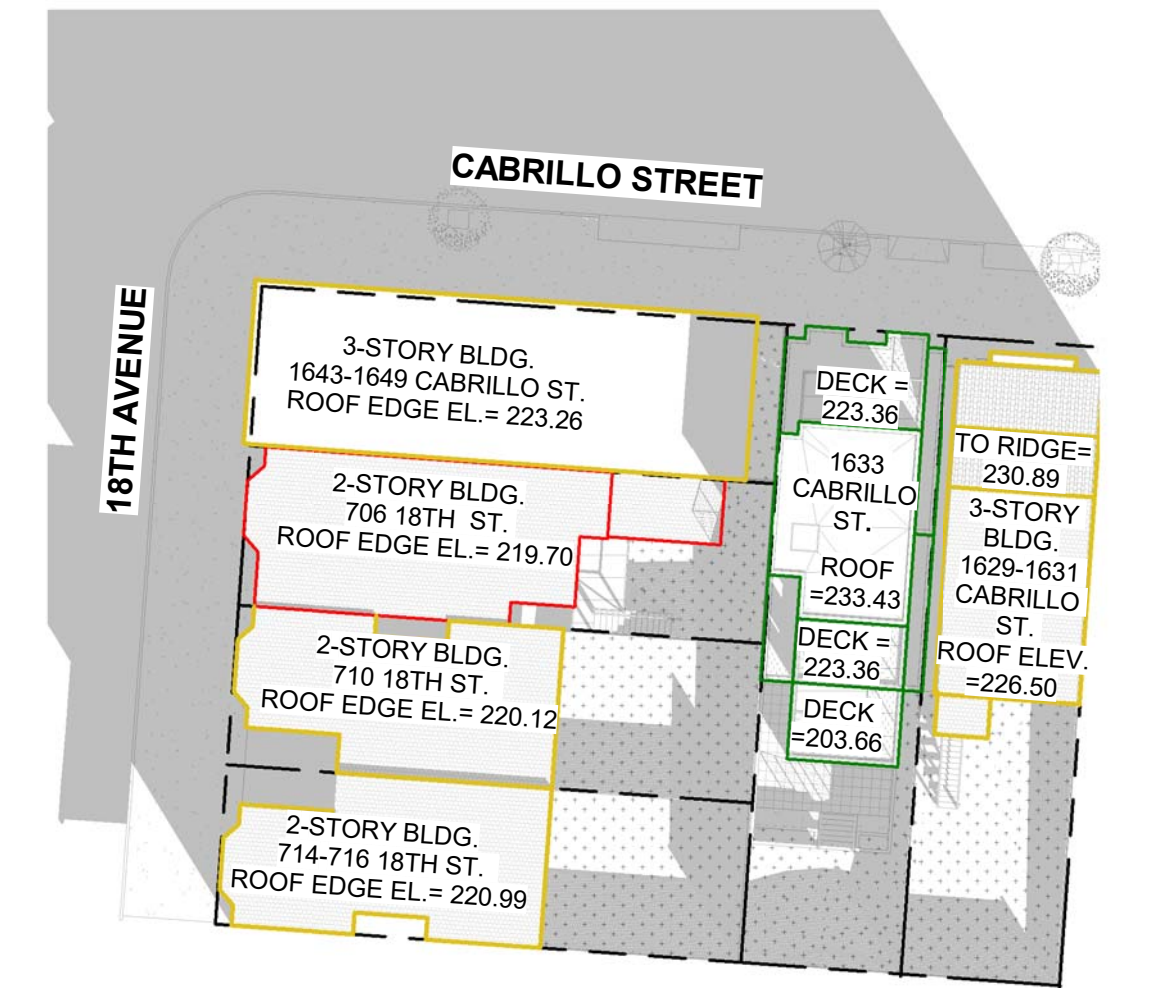 CABRILLO STREET
18TH AVENUE
3-STORY BLDG.
1643-1649 CABRILLO ST.
ROOF EDGE EL.= 223.26
2-STORY BLDG.
706 18TH  ST.
ROOF EDGE EL.= 219.70
2-STORY BLDG.
710 18TH ST.
ROOF EDGE EL.= 220.12
2-STORY BLDG.
714-716 18TH ST.
ROOF EDGE EL.= 220.99
DECK =
223.36
1633
CABRILLO
ST.
ROOF
=233.43
DECK =
223.36
DECK
=203.66
TO RIDGE=
230.89
3-STORY
BLDG.
1629-1631
CABRILLO
ST.
ROOF ELEV.
=226.50